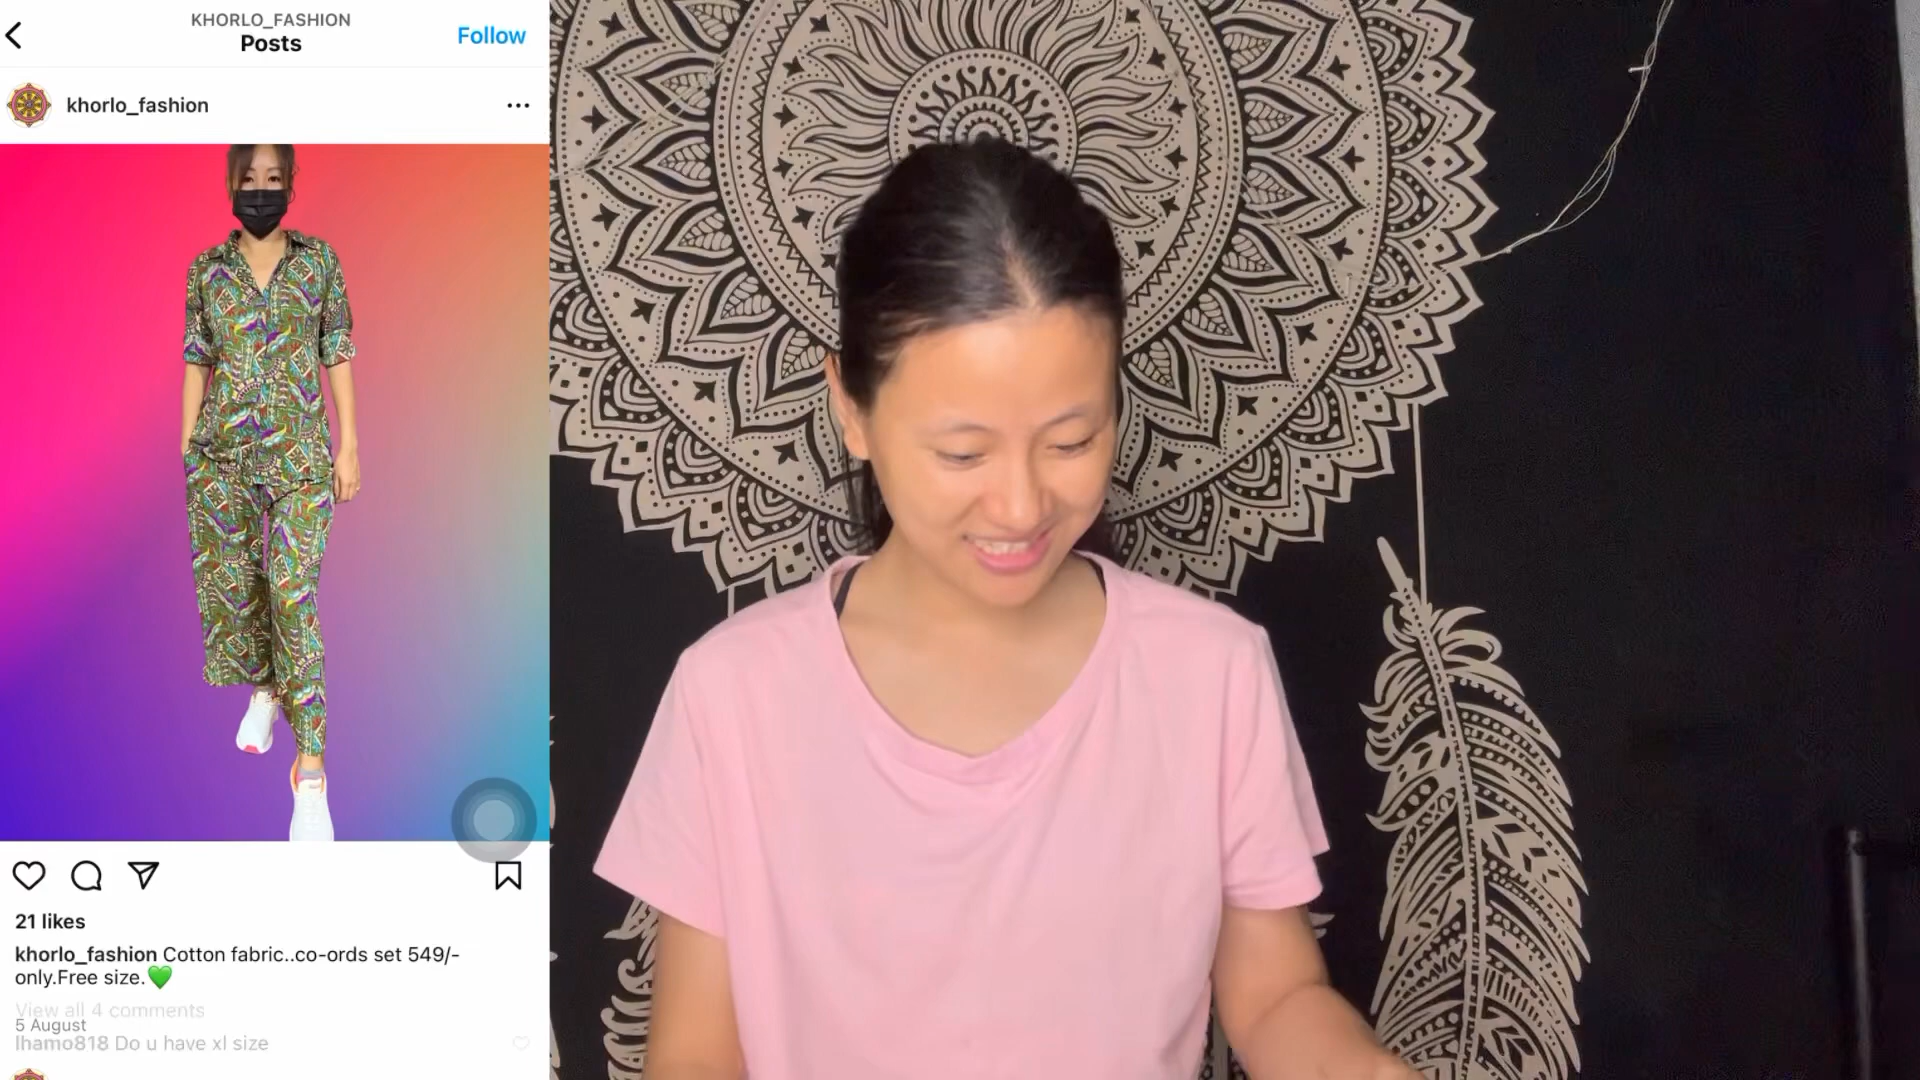 KHORLO_FASHION
Posts
Follow
khorlo_fashion
21 likes
khorlo_fashion Cotton fabric..co-ords set 549/-
only.Free size.💚
View all 4 comments
5 August
lhamo818 Do u have xl size